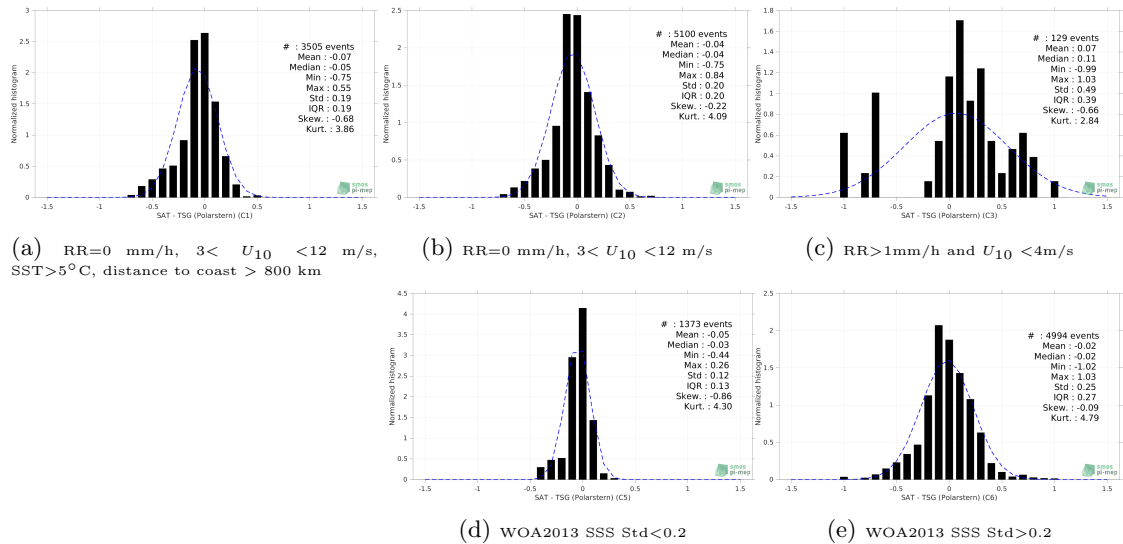 3
2.5
2
1.5
1
0.5
0
Normalized histogram
# : 3505 events
Mean : -0.07
Median : -0.05
Min : -0.75
Max : 0.55
Std : 0.19
IQR : 0.19
Skew. : -0.68
Kurt. : 3.86
smos
pi-mep
-1.5 -1 -0.5 0 0.5 1 1.5
SAT - TSG (Polarstern) (C1)
(a) RR=0 mm/h, 3< U10 <12 m/s,
SST>5°C, distance to coast > 800 km
2.5
2
1.5
1
0.5
0
Normalized histogram
# : 5100 events
Mean : -0.04
Median : -0.04
Min : -0.75
Max : 0.84
Std : 0.20
IQR : 0.20
Skew. : -0.22
Kurt. : 4.09
smos
pi-mep
-1.5 -1 -0.5 0 0.5 1 1.5
SAT - TSG (Polarstern) (C2)
(b) RR=0 mm/h, 3< U10 <12 m/s
1.8
1.6
1.4
1.2
1
0.8
0.6
0.4
0.2
0
Normalized histogram
# : 129 events
Mean : 0.07
Median : 0.11
Min : -0.99
Max : 1.03
Std : 0.49
IQR : 0.39
Skew. : -0.66
Kurt. : 2.84
smos
pi-mep
-1.5 -1 -0.5 0 0.5 1 1.5
SAT - TSG (Polarstern) (C3)
(c) RR>1mm/h and U10 <4m/s
4.5
4
3.5
3
2.5
2
1.5
1
0.5
0
Normalized histogram
# : 1373 events
Mean : -0.05
Median : -0.03
Min : -0.44
Max : 0.26
Std : 0.12
IQR : 0.13
Skew. : -0.86
Kurt. : 4.30
smos
pi-mep
-1.5 -1 -0.5 0 0.5 1 1.5
SAT - TSG (Polarstern) (C5)
(d) WOA2013 SSS Std<0.2
2.5
2
1.5
1
0.5
0
Normalized histogram
# : 4994 events
Mean : -0.02
Median : -0.02
Min : -1.02
Max : 1.03
Std : 0.25
IQR : 0.27
Skew. : -0.09
Kurt. : 4.79
smos
pi-mep
-1.5 -1 -0.5 0 0.5 1 1.5
SAT - TSG (Polarstern) (C6)
(e) WOA2013 SSS Std>0.2